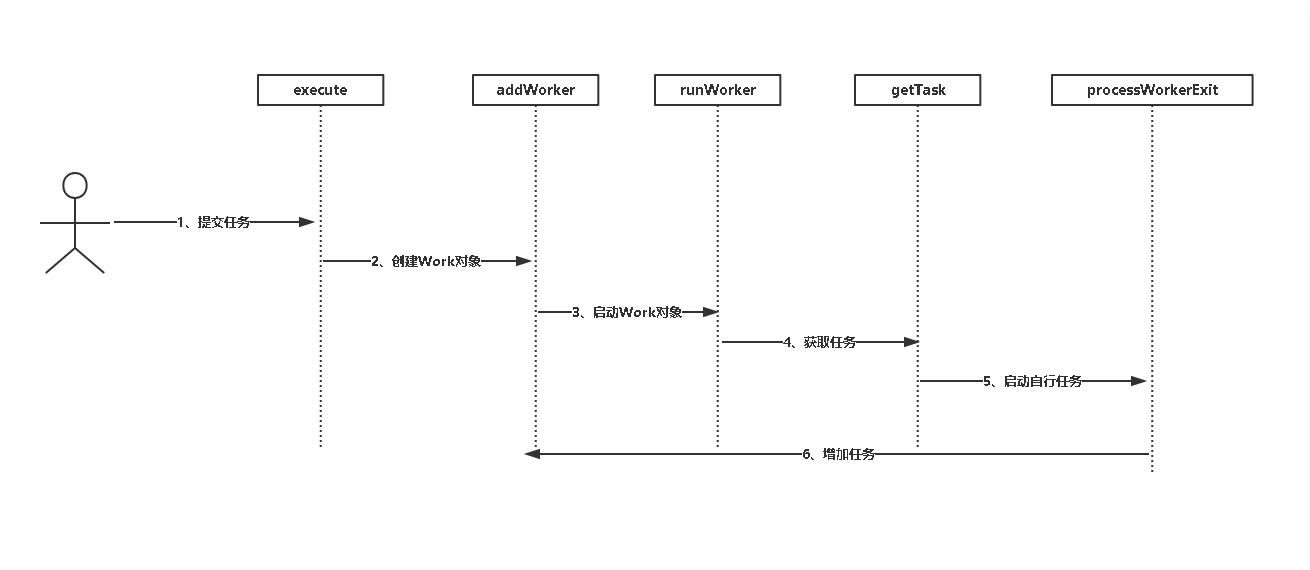 execute
addWorker
runWorker
getTask
processWorkerExit
1、提交任务
2、创建Work对象
3、启动Work对象
4、获取任务
5、启动自行任务
6、增加任务